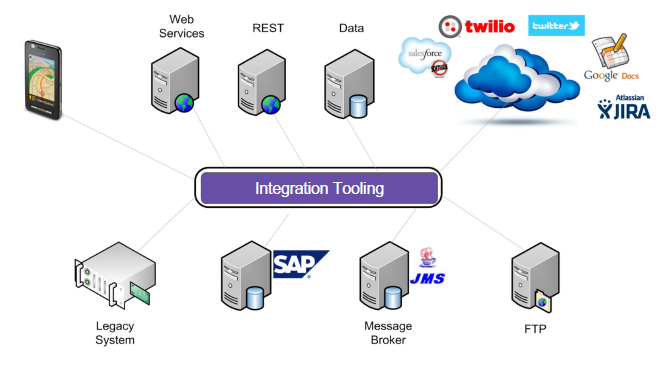 Web
Services
REST
Data
twilio
twitter
salesforce
Google Docs
Atlassian
JIRA
Integration Tooling
SAP
JMS
Legacy
System
Message
Broker
FTP